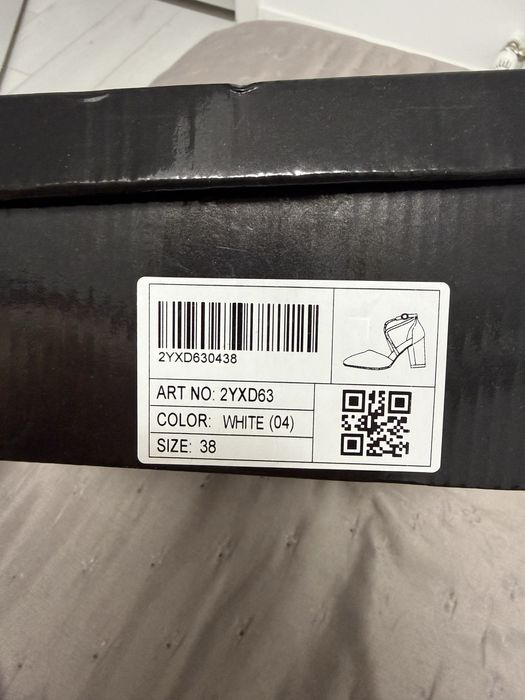 2YXD630438
ART NO: 2YXD63
COLOR: WHITE (04)
SIZE: 38